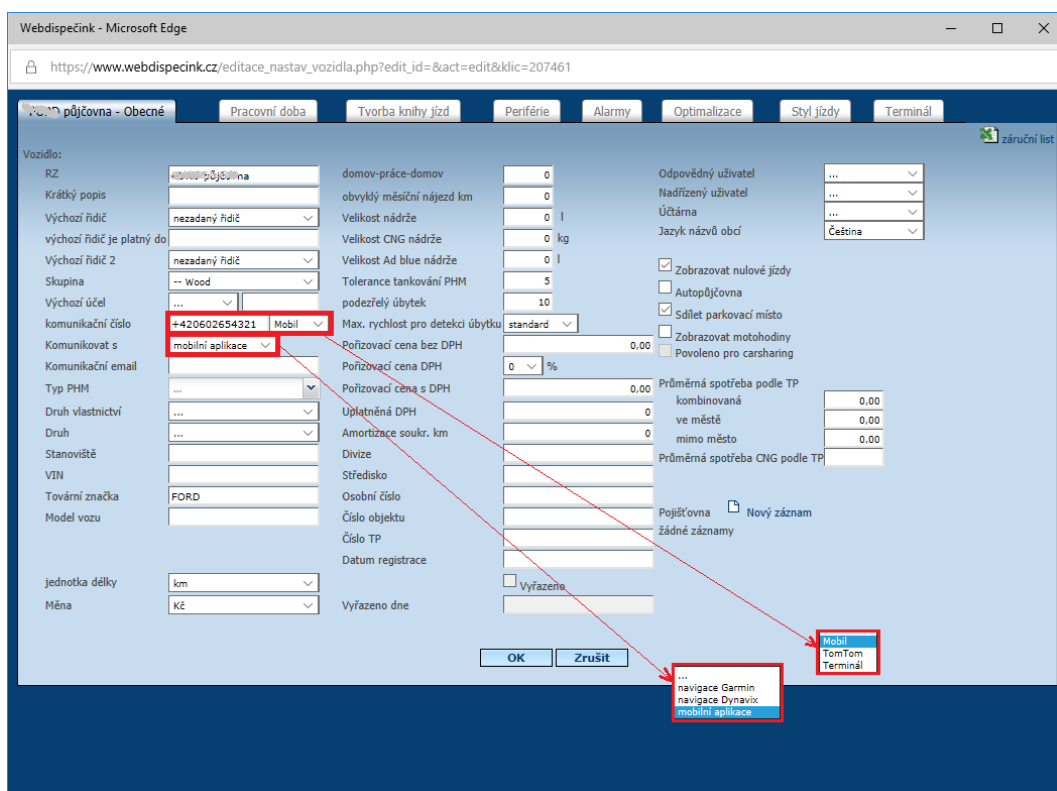 Webdispečink - Microsoft Edge
https://www.webdispecink.cz/editace_nastav_vozidla.php?edit_id=&act=edit&klic=207461
půjčovna - Obecné
Pracovní doba
Tvorba knihy jízd
Periférie
Alarmy
Optimalizace
Styl jízdy
Terminál
záruční list
Vozidlo:
RZ
půjčovna
Krátký popis
Výchozí řidič nezadaný řidič
výchozí řidič je platný do
Výchozí řidič 2 nezadaný řidič
Skupina -- Wood
Výchozí účel ...
komunikační číslo +420602654321 Mobil
Komunikovat s mobilní aplikace
Komunikační email
Typ PHM ...
Druh vlastnictví ...
Druh ...
Stanoviště
VIN
Tovární značka FORD
Model vozu
jednotka délky km
Měna Kč
domov-práce-domov 0
obvyklý měsíční nájezd km 0
Velikost nádrže 0 l
Velikost CNG nádrže 0 kg
Velikost Ad blue nádrže 0 l
Tolerance tankování PHM 5
podezřelý úbytek 10
Max. rychlost pro detekci úbytku standard
Pořizovací cena bez DPH 0,00
Pořizovací cena DPH 0 %
Pořizovací cena s DPH 0,00
Uplatněná DPH 0
Amortizace soukr. km 0
Divize
Středisko
Osobní číslo
Číslo objektu
Číslo TP
Datum registrace
Vyřazeno
Vyřazeno dne
Odpovědný uživatel ...
Nadřízený uživatel ...
Účtárna ...
Jazyk názvů obcí Čeština
Zobrazovat nulové jízdy
Autopůjčovna
Sdílet parkovací místo
Zobrazovat motohodiny
Povoleno pro carsharing
Průměrná spotřeba podle TP
kombinovaná 0,00
ve městě 0,00
mimo město 0,00
Průměrná spotřeba CNG podle TP
Pojišťovna Nový záznam
žádné záznamy
OK Zrušit
Mobil
TomTom
Terminál
...
navigace Garmin
navigace Dynavix
mobilní aplikace